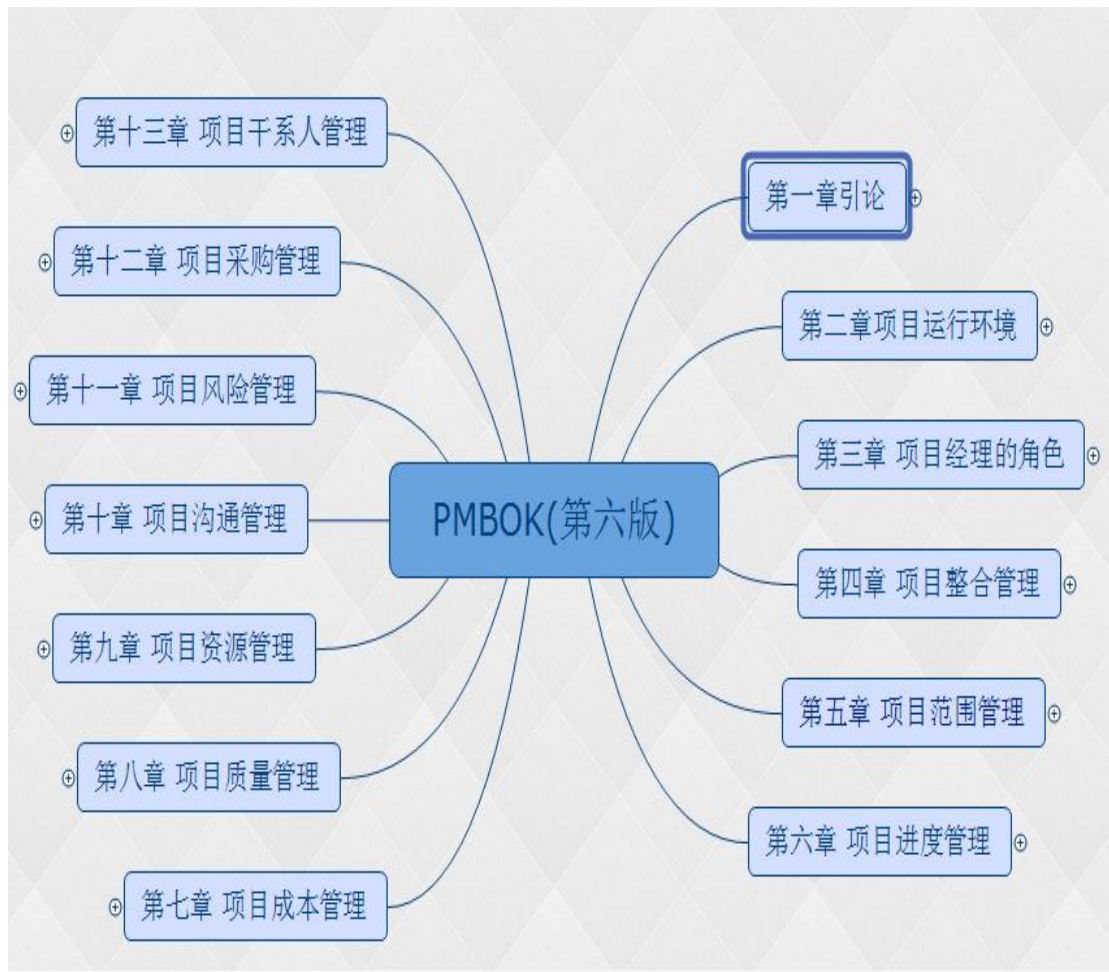 PMBOK(第六版)
第一章引论
第二章项目运行环境
第三章 项目经理的角色
第四章 项目整合管理
第五章 项目范围管理
第六章 项目进度管理
第七章 项目成本管理
第八章 项目质量管理
第九章 项目资源管理
第十章 项目沟通管理
第十一章 项目风险管理
第十二章 项目采购管理
第十三章 项目干系人管理